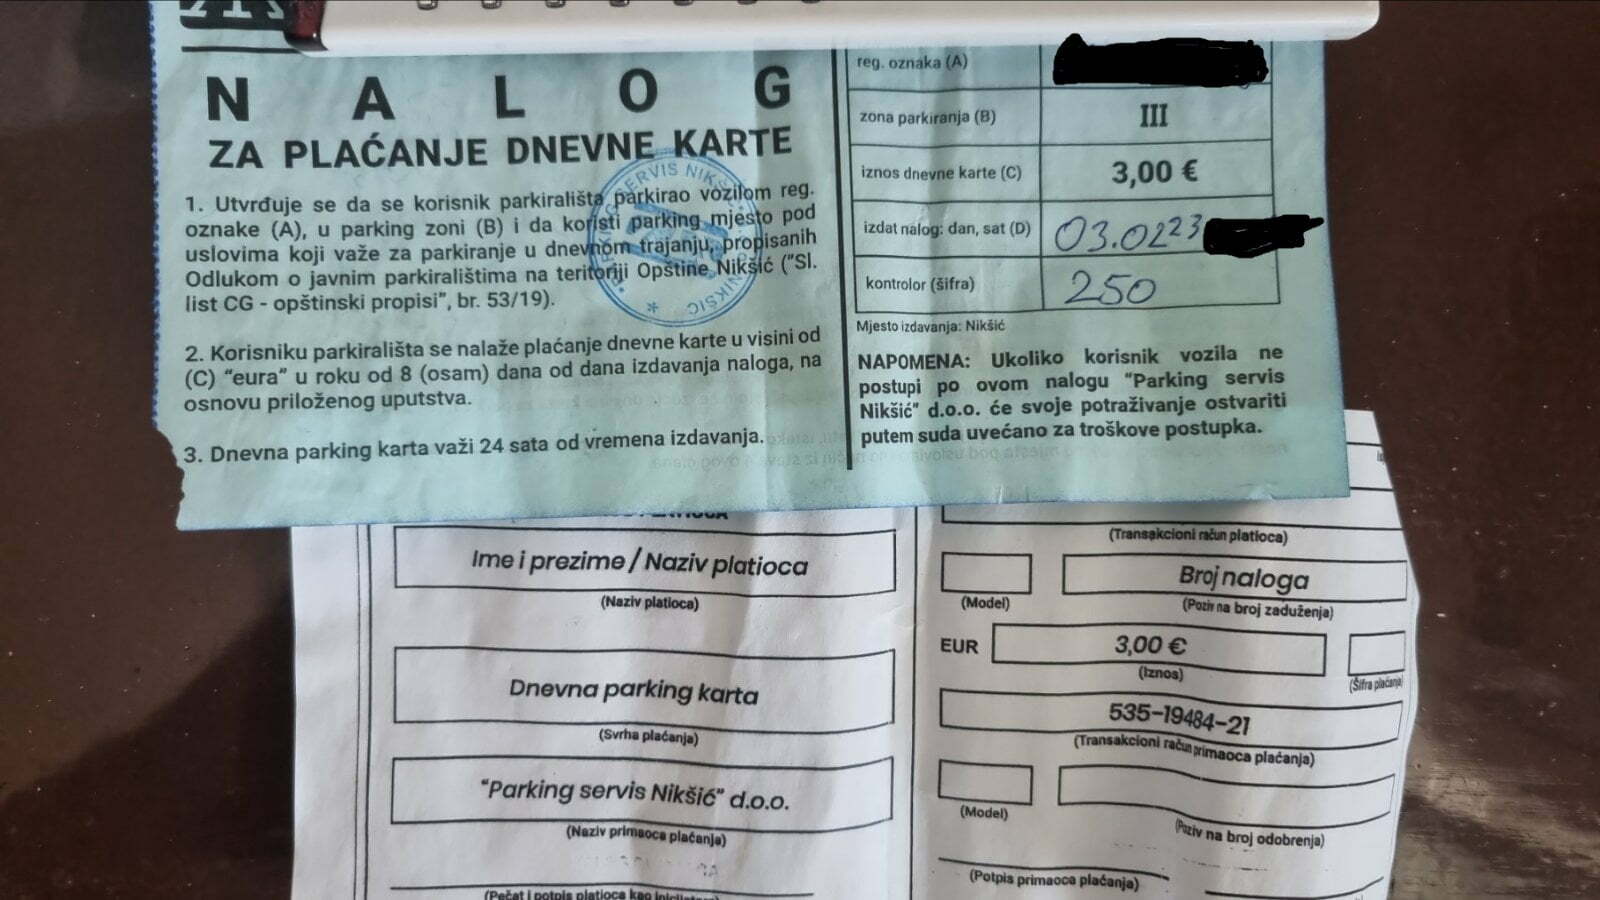 N A L O G
ZA PLAĆANJE DNEVNE KARTE
1. Utvrđuje se da se korisnik parkirališta parkirao vozilom reg.
oznake (A), u parking zoni (B) i da koristi parking mjesto pod
uslovima koji važe za parkiranje u dnevnom trajanju, propisanih
Odlukom o javnim parkiralištima na teritoriji Opštine Nikšić ("Sl.
list CG - opštinski propisi", br. 53/19).
2. Korisniku parkirališta se nalaže plaćanje dnevne karte u visini od
(C) "eura" u roku od 8 (osam) dana od dana izdavanja naloga, na
osnovu priloženog uputstva.
3. Dnevna parking karta važi 24 sata od vremena izdavanja.
reg. oznaka (A)
zona parkiranja (B) III
iznos dnevne karte (C) 3,00 €
izdat nalog: dan, sat (D) 03.02 23
kontrolor (šifra) 250
Mjesto izdavanja: Nikšić
NAPOMENA: Ukoliko korisnik vozila ne
postupi po ovom nalogu "Parking servis
Nikšić" d.o.o. će svoje potraživanje ostvariti
putem suda uvećano za troškove postupka.
Ime i prezime / Naziv platioca
(Naziv platioca)
Dnevna parking karta
(Svrha plaćanja)
"Parking servis Nikšić" d.o.o.
(Naziv primaoca plaćanja)
(Pečat i potpis platioca kao
(Transakcioni račun platioca)
Broj naloga
(Model) (Poziv na broj zaduženja)
EUR 3,00 €
(Iznos) (Šifra plaćanja)
535-19484-21
(Transakcioni račun primaoca plaćanja)
(Model) (Poziv na broj odobrenja)
(Potpis primaoca plaćanja)